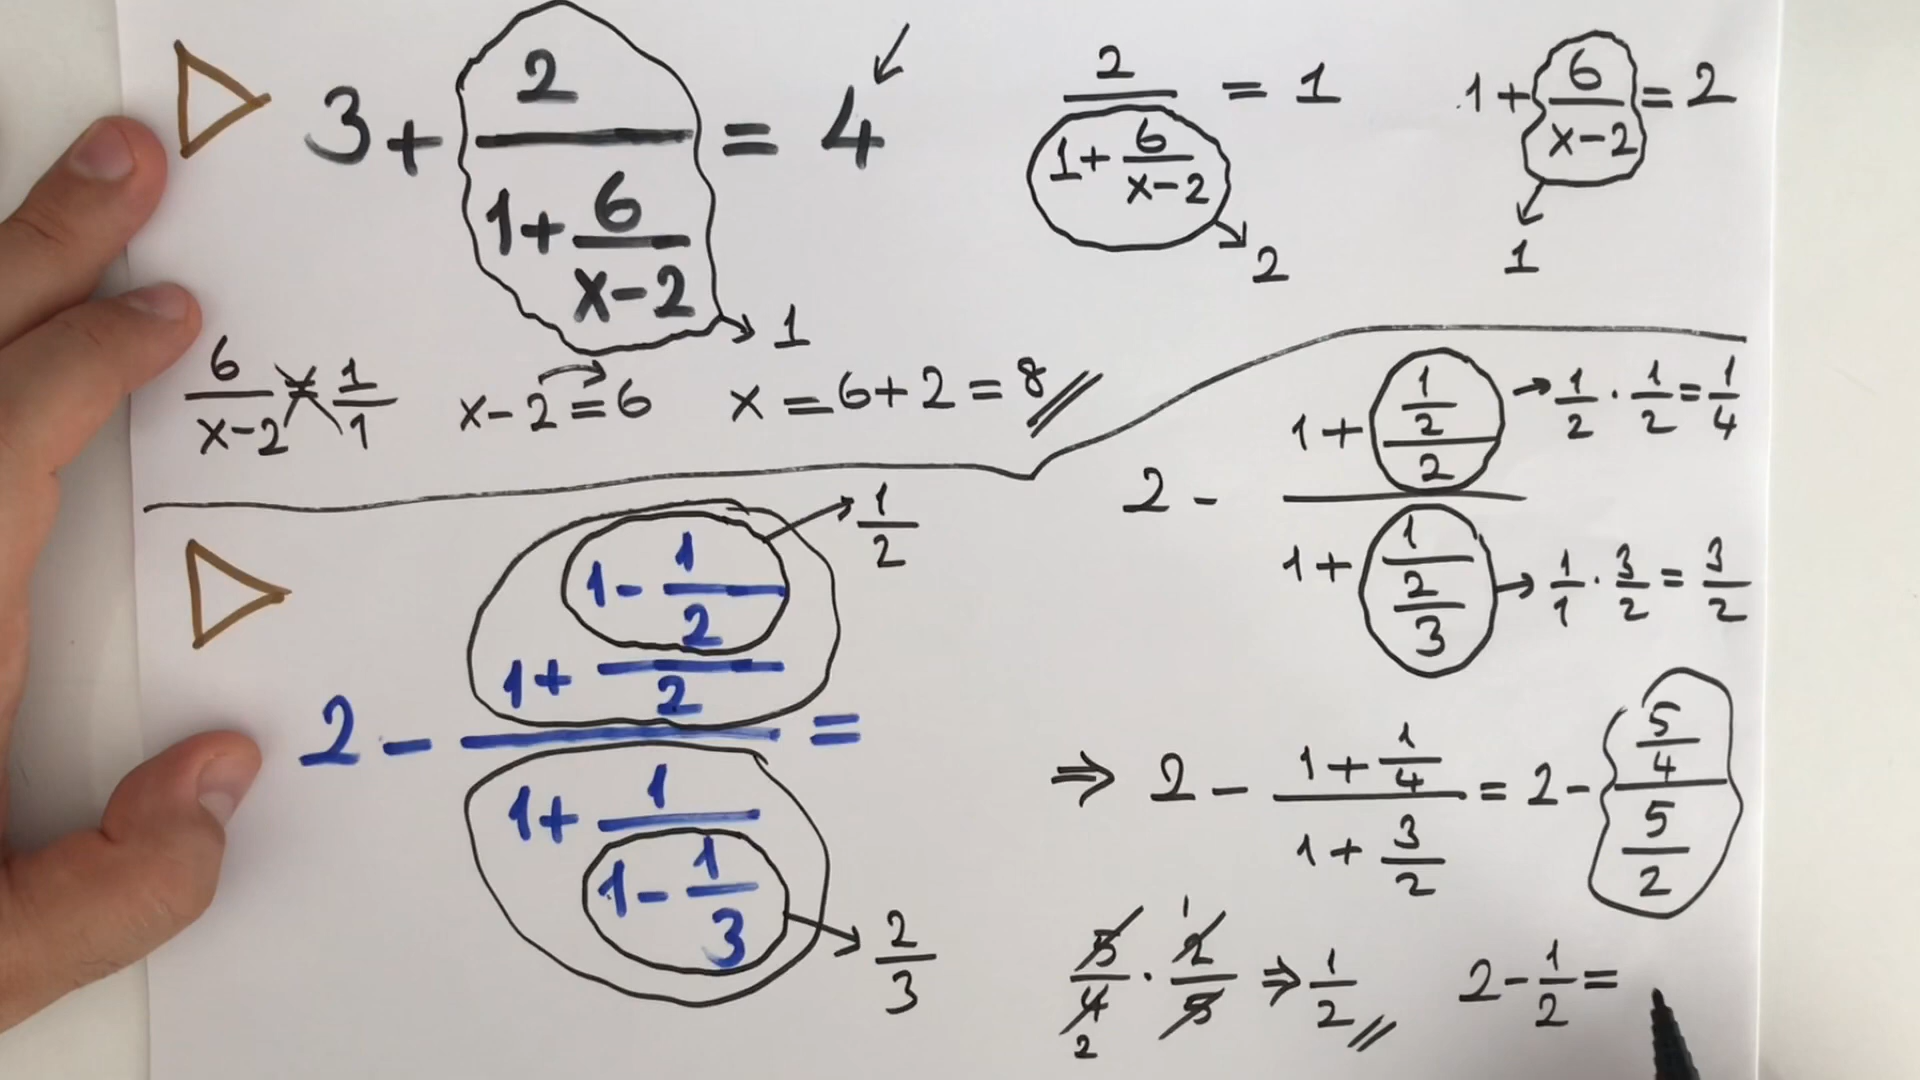 3 + 2/(1 + 6/(x-2)) = 4
→ 1
2/(1 + 6/(x-2)) = 1
→ 2
1 + 6/(x-2) = 2
→ 1
6/(x-2) = 1/1
x-2 = 6
x = 6+2 = 8 //
2 - (1 + (1 - 1/2)/2)/(1 + 1/(1 - 1/3)) =
→ 1/2
→ 2/3
2 - (1 + (1/2)/2)/(1 + 1/(2/3))
→ 1/2 · 1/2 = 1/4
→ 1/1 · 3/2 = 3/2
⇒ 2 - (1 + 1/4)/(1 + 3/2) = 2 - (5/4)/(5/2)
5/4 · 2/5 ⇒ 1/2 //
1
2
2 - 1/2 =